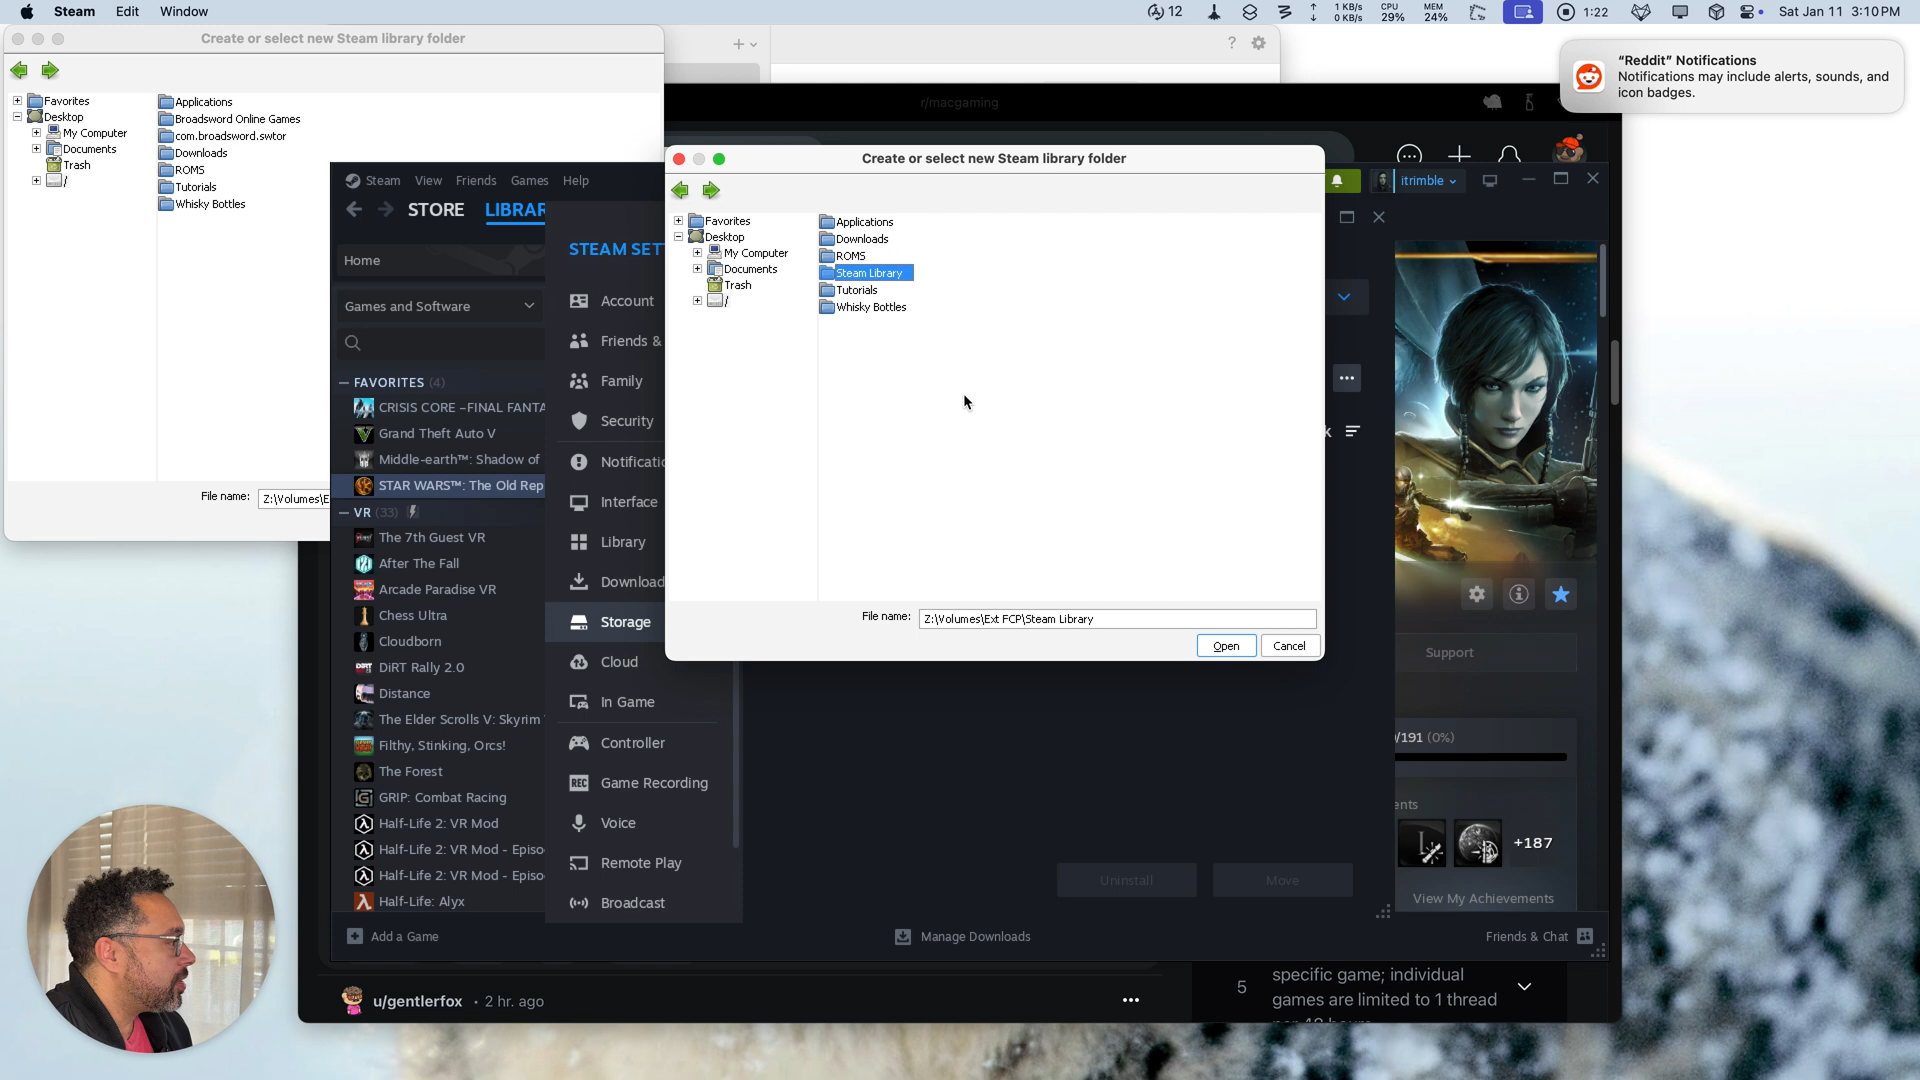 Steam Edit Window
12
1 KB/s
0 KB/s
CPU
29%
MEM
24%
1:22
Sat Jan 11 3:10 PM
Create or select new Steam library folder
Favorites
Desktop
My Computer
Documents
Trash
/
Applications
Broadsword Online Games
com.broadsword.swtor
Downloads
ROMS
Tutorials
Whisky Bottles
File name: Z:\Volumes\E
?
r/macgaming
"Reddit" Notifications
Notifications may include alerts, sounds, and
icon badges.
Steam View Friends Games Help
itrimble
STORE LIBRAR
Home
Games and Software
FAVORITES (4)
CRISIS CORE –FINAL FANTA
Grand Theft Auto V
Middle-earth™: Shadow of
STAR WARS™: The Old Rep
VR (33)
The 7th Guest VR
After The Fall
Arcade Paradise VR
Chess Ultra
Cloudborn
DiRT Rally 2.0
Distance
The Elder Scrolls V: Skyrim
Filthy, Stinking, Orcs!
The Forest
GRIP: Combat Racing
Half-Life 2: VR Mod
Half-Life 2: VR Mod - Episo
Half-Life 2: VR Mod - Episo
Half-Life: Alyx
Add a Game
Manage Downloads
Friends & Chat
STEAM SET
Account
Friends &
Family
Security
Notificatio
Interface
Library
Download
Storage
Cloud
In Game
Controller
REC Game Recording
Voice
Remote Play
Broadcast
Create or select new Steam library folder
Favorites
Desktop
My Computer
Documents
Trash
/
Applications
Downloads
ROMS
Steam Library
Tutorials
Whisky Bottles
File name: Z:\Volumes\Ext FCP\Steam Library
Open Cancel
k
Uninstall Move
Support
/191 (0%)
ents
+187
View My Achievements
u/gentlerfox · 2 hr. ago
5
specific game; individual
games are limited to 1 thread